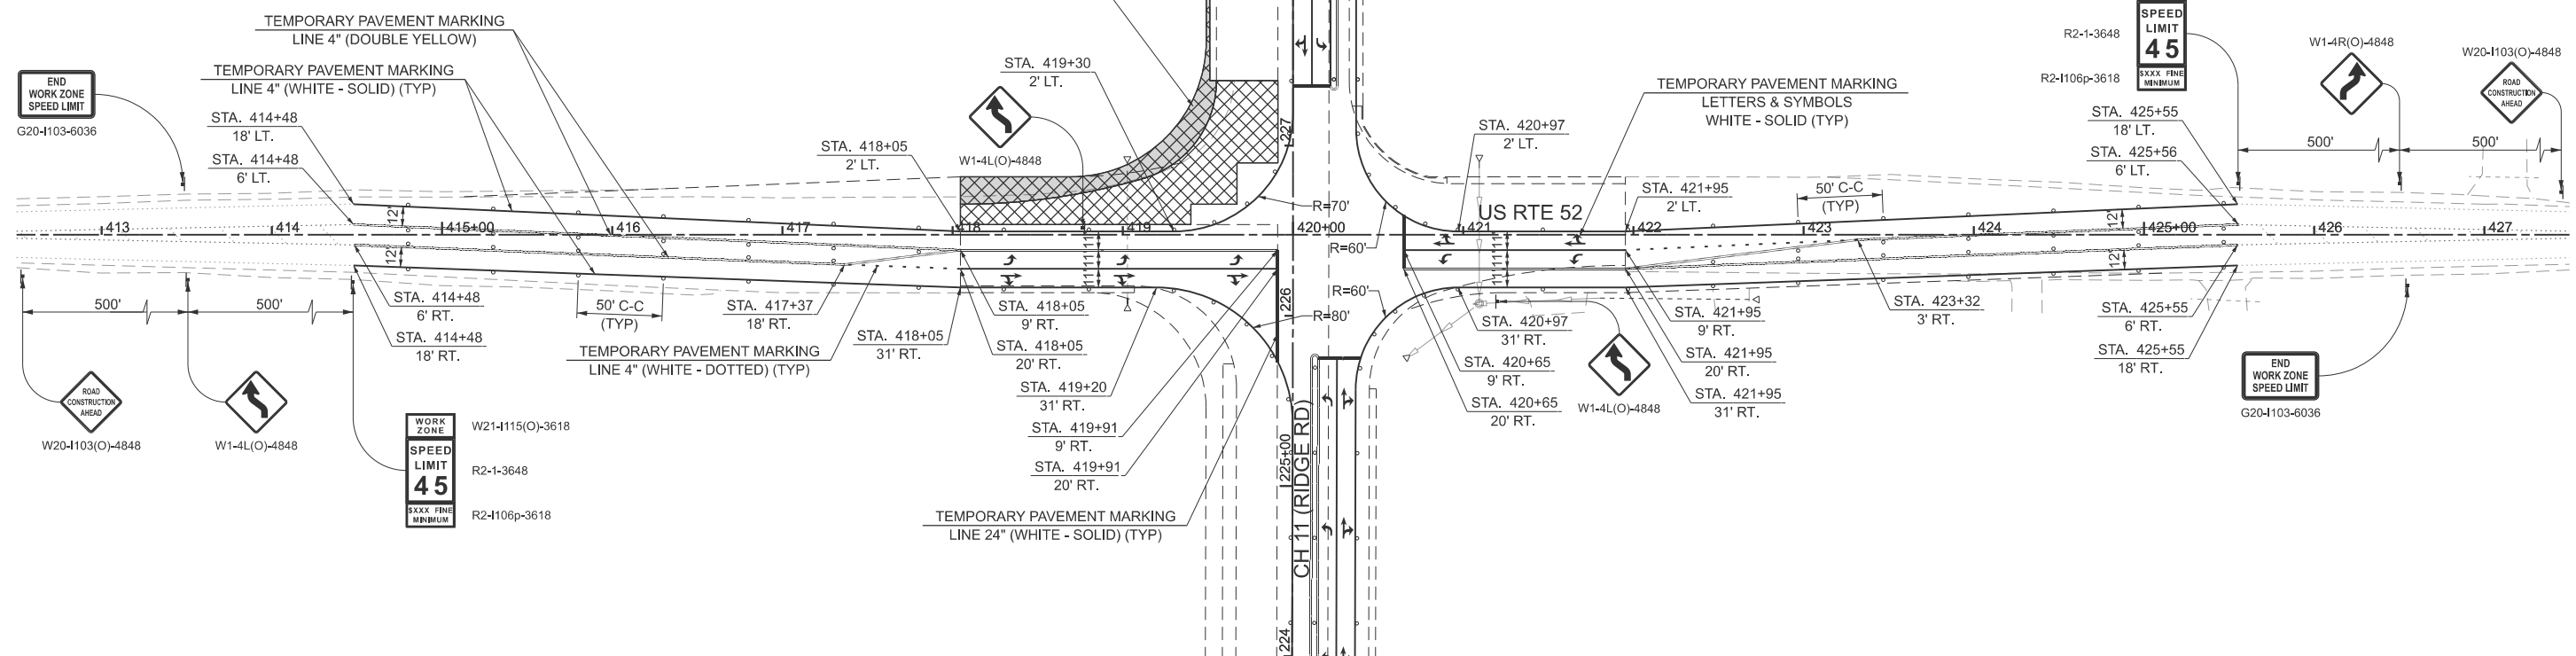 TEMPORARY PAVEMENT MARKING
LINE 4" (DOUBLE YELLOW)
TEMPORARY PAVEMENT MARKING
LINE 4" (WHITE - SOLID) (TYP)
END
WORK ZONE
SPEED LIMIT
G20-I103-6036
STA. 414+48
18' LT.
STA. 414+48
6' LT.
STA. 418+05
2' LT.
STA. 419+30
2' LT.
W1-4L(O)-4848
227
R=70'
R=60'
STA. 420+97
2' LT.
TEMPORARY PAVEMENT MARKING
LETTERS & SYMBOLS
WHITE - SOLID (TYP)
STA. 421+95
2' LT.
US RTE 52
50' C-C
(TYP)
R2-1-3648
R2-I106p-3618
SPEED
LIMIT
45
$XXX FINE
MINIMUM
W1-4R(O)-4848
W20-I103(O)-4848
ROAD
CONSTRUCTION
AHEAD
STA. 425+55
18' LT.
STA. 425+56
6' LT.
500'
500'
413
414
415+00
416
417
418
419
420+00
421
422
423
424
425+00
426
427
12'
12'
11'
11'
11'
11'
11'
11'
12'
12'
500'
500'
STA. 414+48
6' RT.
STA. 414+48
18' RT.
50' C-C
(TYP)
STA. 417+37
18' RT.
TEMPORARY PAVEMENT MARKING
LINE 4" (WHITE - DOTTED) (TYP)
STA. 418+05
31' RT.
STA. 418+05
9' RT.
STA. 418+05
20' RT.
STA. 419+20
31' RT.
STA. 419+91
9' RT.
STA. 419+91
20' RT.
TEMPORARY PAVEMENT MARKING
LINE 24" (WHITE - SOLID) (TYP)
226
R=80'
R=60'
225+00
CH 11 (RIDGE RD)
224
STA. 420+97
31' RT.
STA. 420+65
9' RT.
STA. 420+65
20' RT.
W1-4L(O)-4848
STA. 421+95
9' RT.
STA. 421+95
20' RT.
STA. 421+95
31' RT.
STA. 423+32
3' RT.
STA. 425+55
6' RT.
STA. 425+55
18' RT.
END
WORK ZONE
SPEED LIMIT
G20-I103-6036
ROAD
CONSTRUCTION
AHEAD
W20-I103(O)-4848
W1-4L(O)-4848
WORK
ZONE
SPEED
LIMIT
45
$XXX FINE
MINIMUM
W21-I115(O)-3618
R2-1-3648
R2-I106p-3618